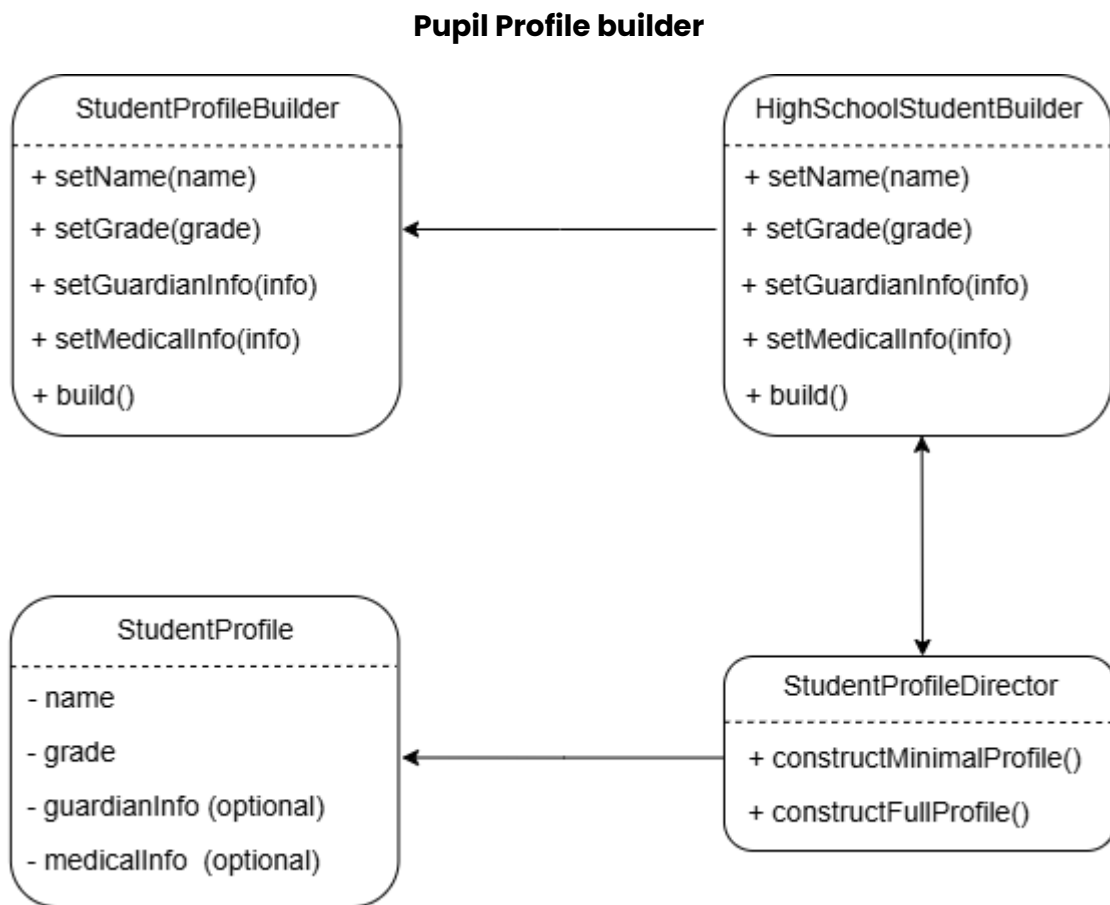 Pupil Profile builder
StudentProfileBuilder
+ setName(name)
+ setGrade(grade)
+ setGuardianInfo(info)
+ setMedicalInfo(info)
+ build()
HighSchoolStudentBuilder
+ setName(name)
+ setGrade(grade)
+ setGuardianInfo(info)
+ setMedicalInfo(info)
+ build()
StudentProfile
- name
- grade
- guardianInfo (optional)
- medicalInfo (optional)
StudentProfileDirector
+ constructMinimalProfile()
+ constructFullProfile()